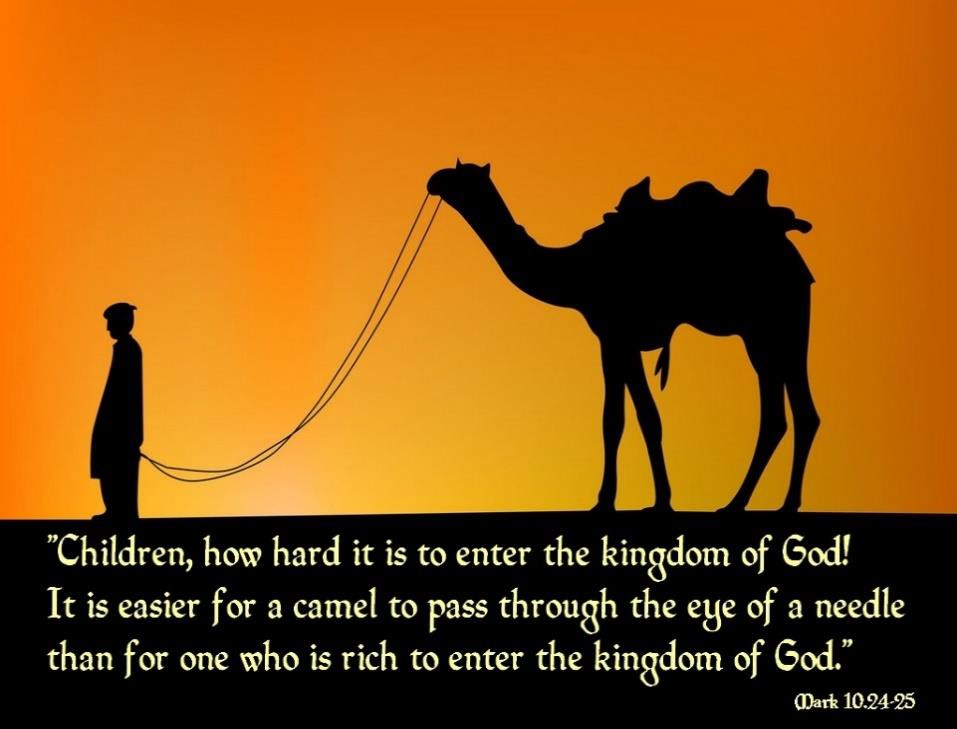 "Children, how hard it is to enter the kingdom of God!
It is easier for a camel to pass through the eye of a needle
than for one who is rich to enter the kingdom of God."
Mark 10.24-25